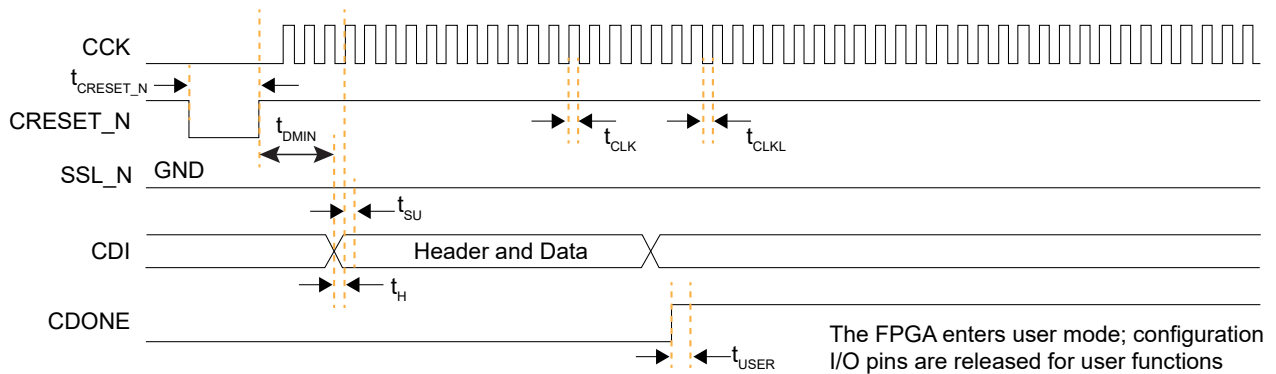 CCK
tCRESET_N
CRESET_N
tDMIN
tCLK
tCLKL
SSL_N
GND
tSU
CDI
Header and Data
tH
CDONE
tUSER
The FPGA enters user mode; configuration
I/O pins are released for user functions